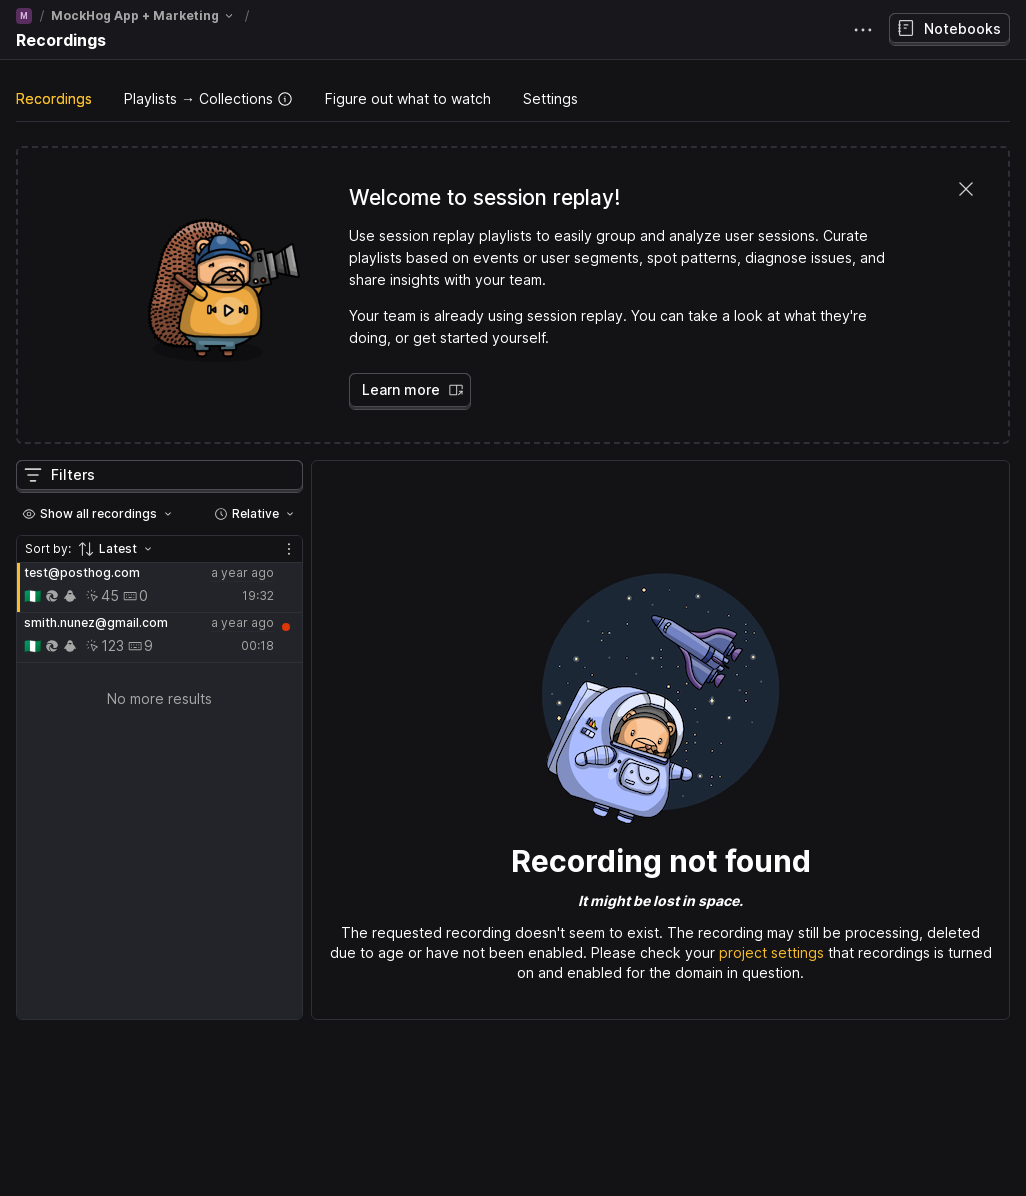 M / MockHog App + Marketing /
Recordings
Notebooks
Recordings Playlists → Collections Figure out what to watch Settings
Welcome to session replay!
Use session replay playlists to easily group and analyze user sessions. Curate
playlists based on events or user segments, spot patterns, diagnose issues, and
share insights with your team.
Your team is already using session replay. You can take a look at what they're
doing, or get started yourself.
Learn more
Filters
Show all recordings Relative
Sort by: Latest
test@posthog.com a year ago
45 0 19:32
smith.nunez@gmail.com a year ago
123 9 00:18
No more results
Recording not found
It might be lost in space.
The requested recording doesn't seem to exist. The recording may still be processing, deleted
due to age or have not been enabled. Please check your project settings that recordings is turned
on and enabled for the domain in question.